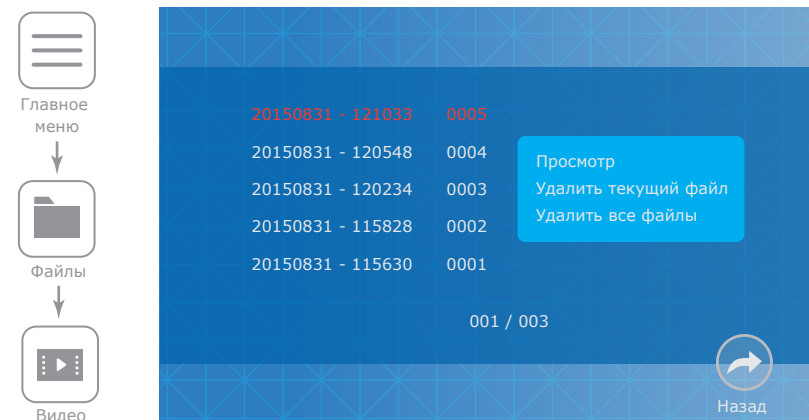 Главное
меню
Файлы
Видео
20150831 - 121033 0005
20150831 - 120548 0004
20150831 - 120234 0003
20150831 - 115828 0002
20150831 - 115630 0001
Просмотр
Удалить текущий файл
Удалить все файлы
001 / 003
Назад